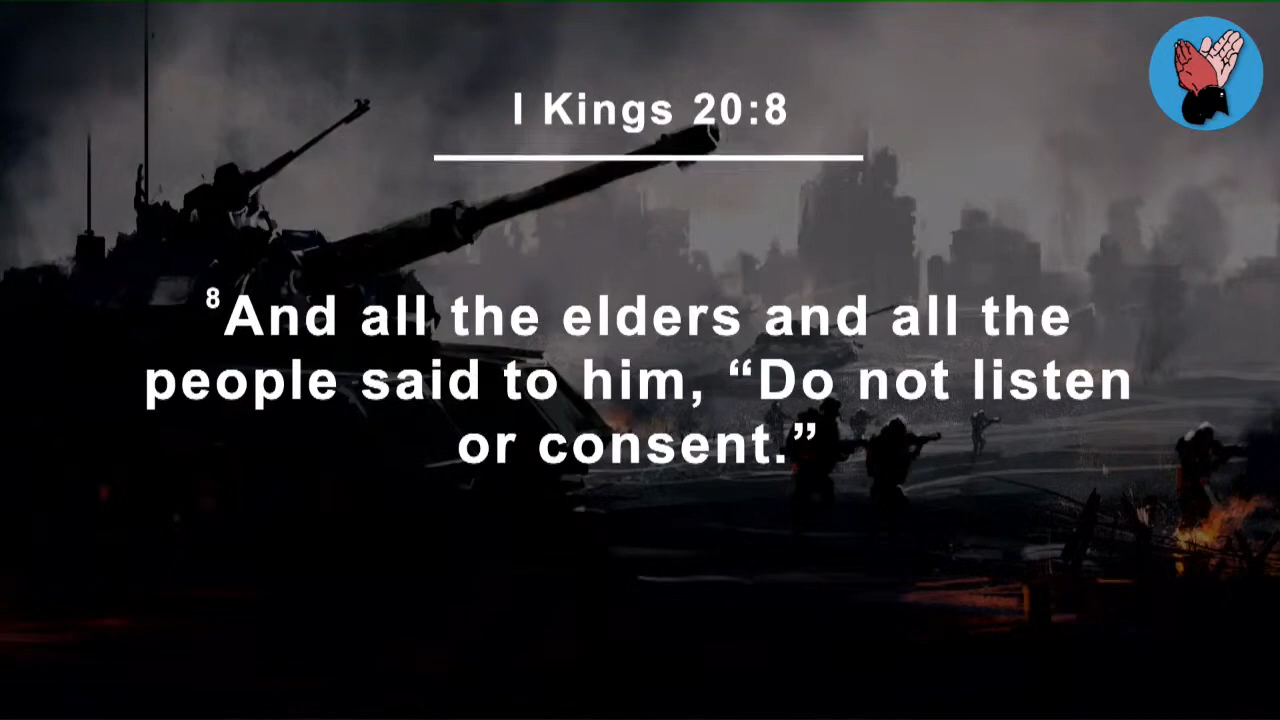 I Kings 20:8
⁸And all the elders and all the
people said to him, “Do not listen
or consent.”